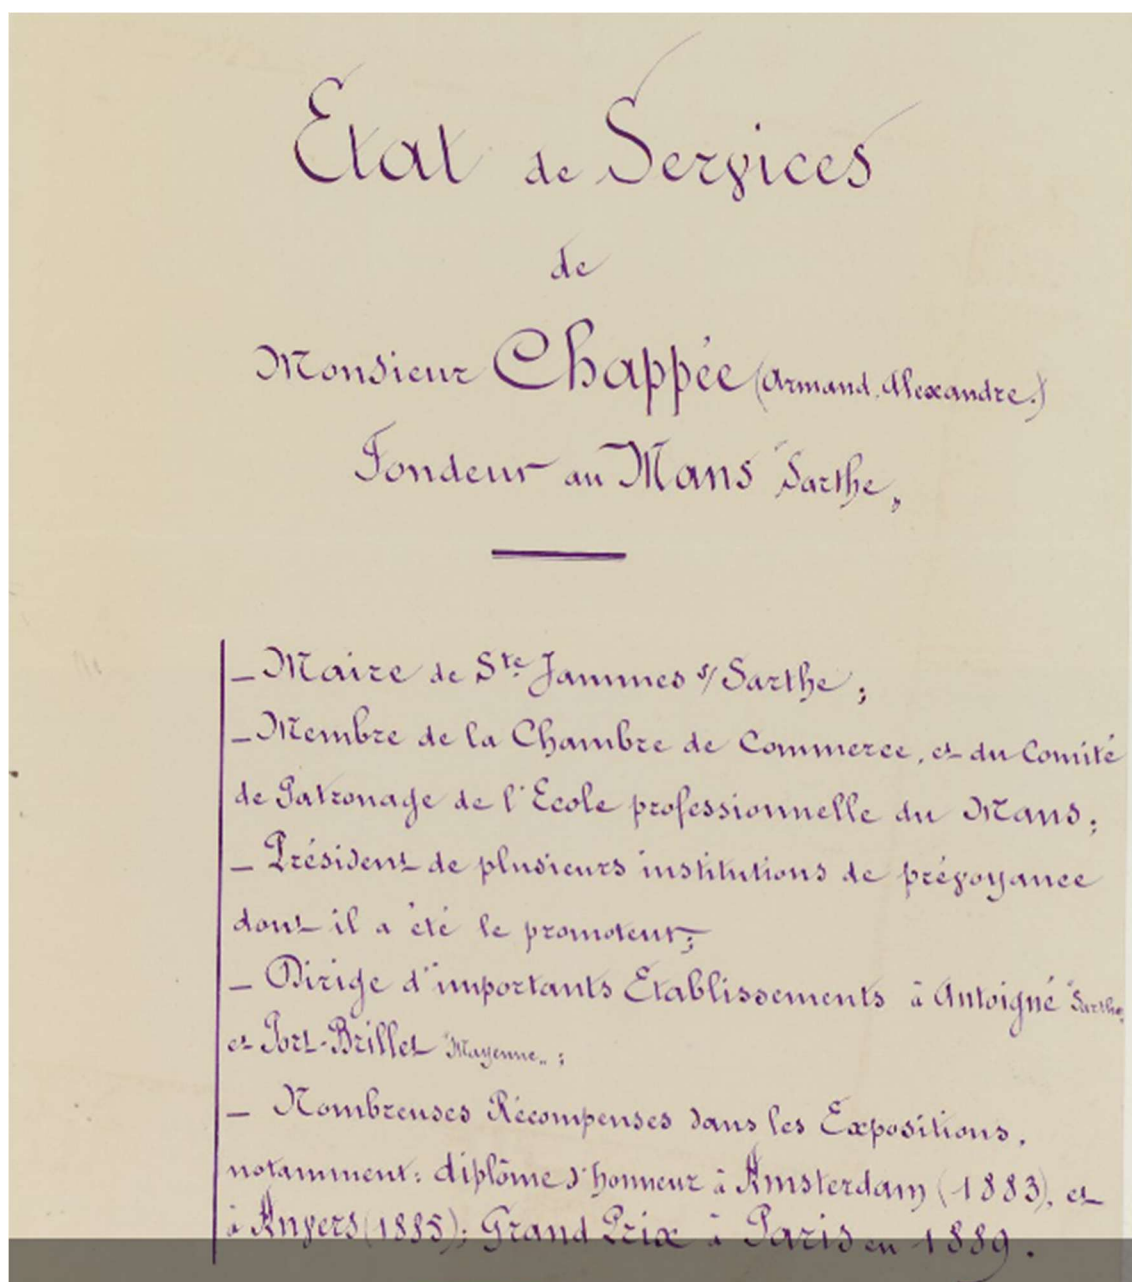 Etat de Services
de
Monsieur Chappée (Armand. Alexandre.)
Fondeur au Mans "Sarthe„
— Maire de Ste Jammes s/ Sarthe ;
— Membre de la Chambre de Commerce, et du Comité
de Patronage de l'Ecole professionnelle du Mans ;
— Président de plusieurs institutions de prévoyance
dont il a été le promoteur ;
— Dirige d'importants Etablissements à Antoigné "Sarthe„
et Port-Brillet "Mayenne„ ;
— Nombreuses Récompenses dans les Expositions,
notamment: diplôme d'honneur à Amsterdam (1883), et
à Angers (1885); Grand Prix à Paris en 1889.